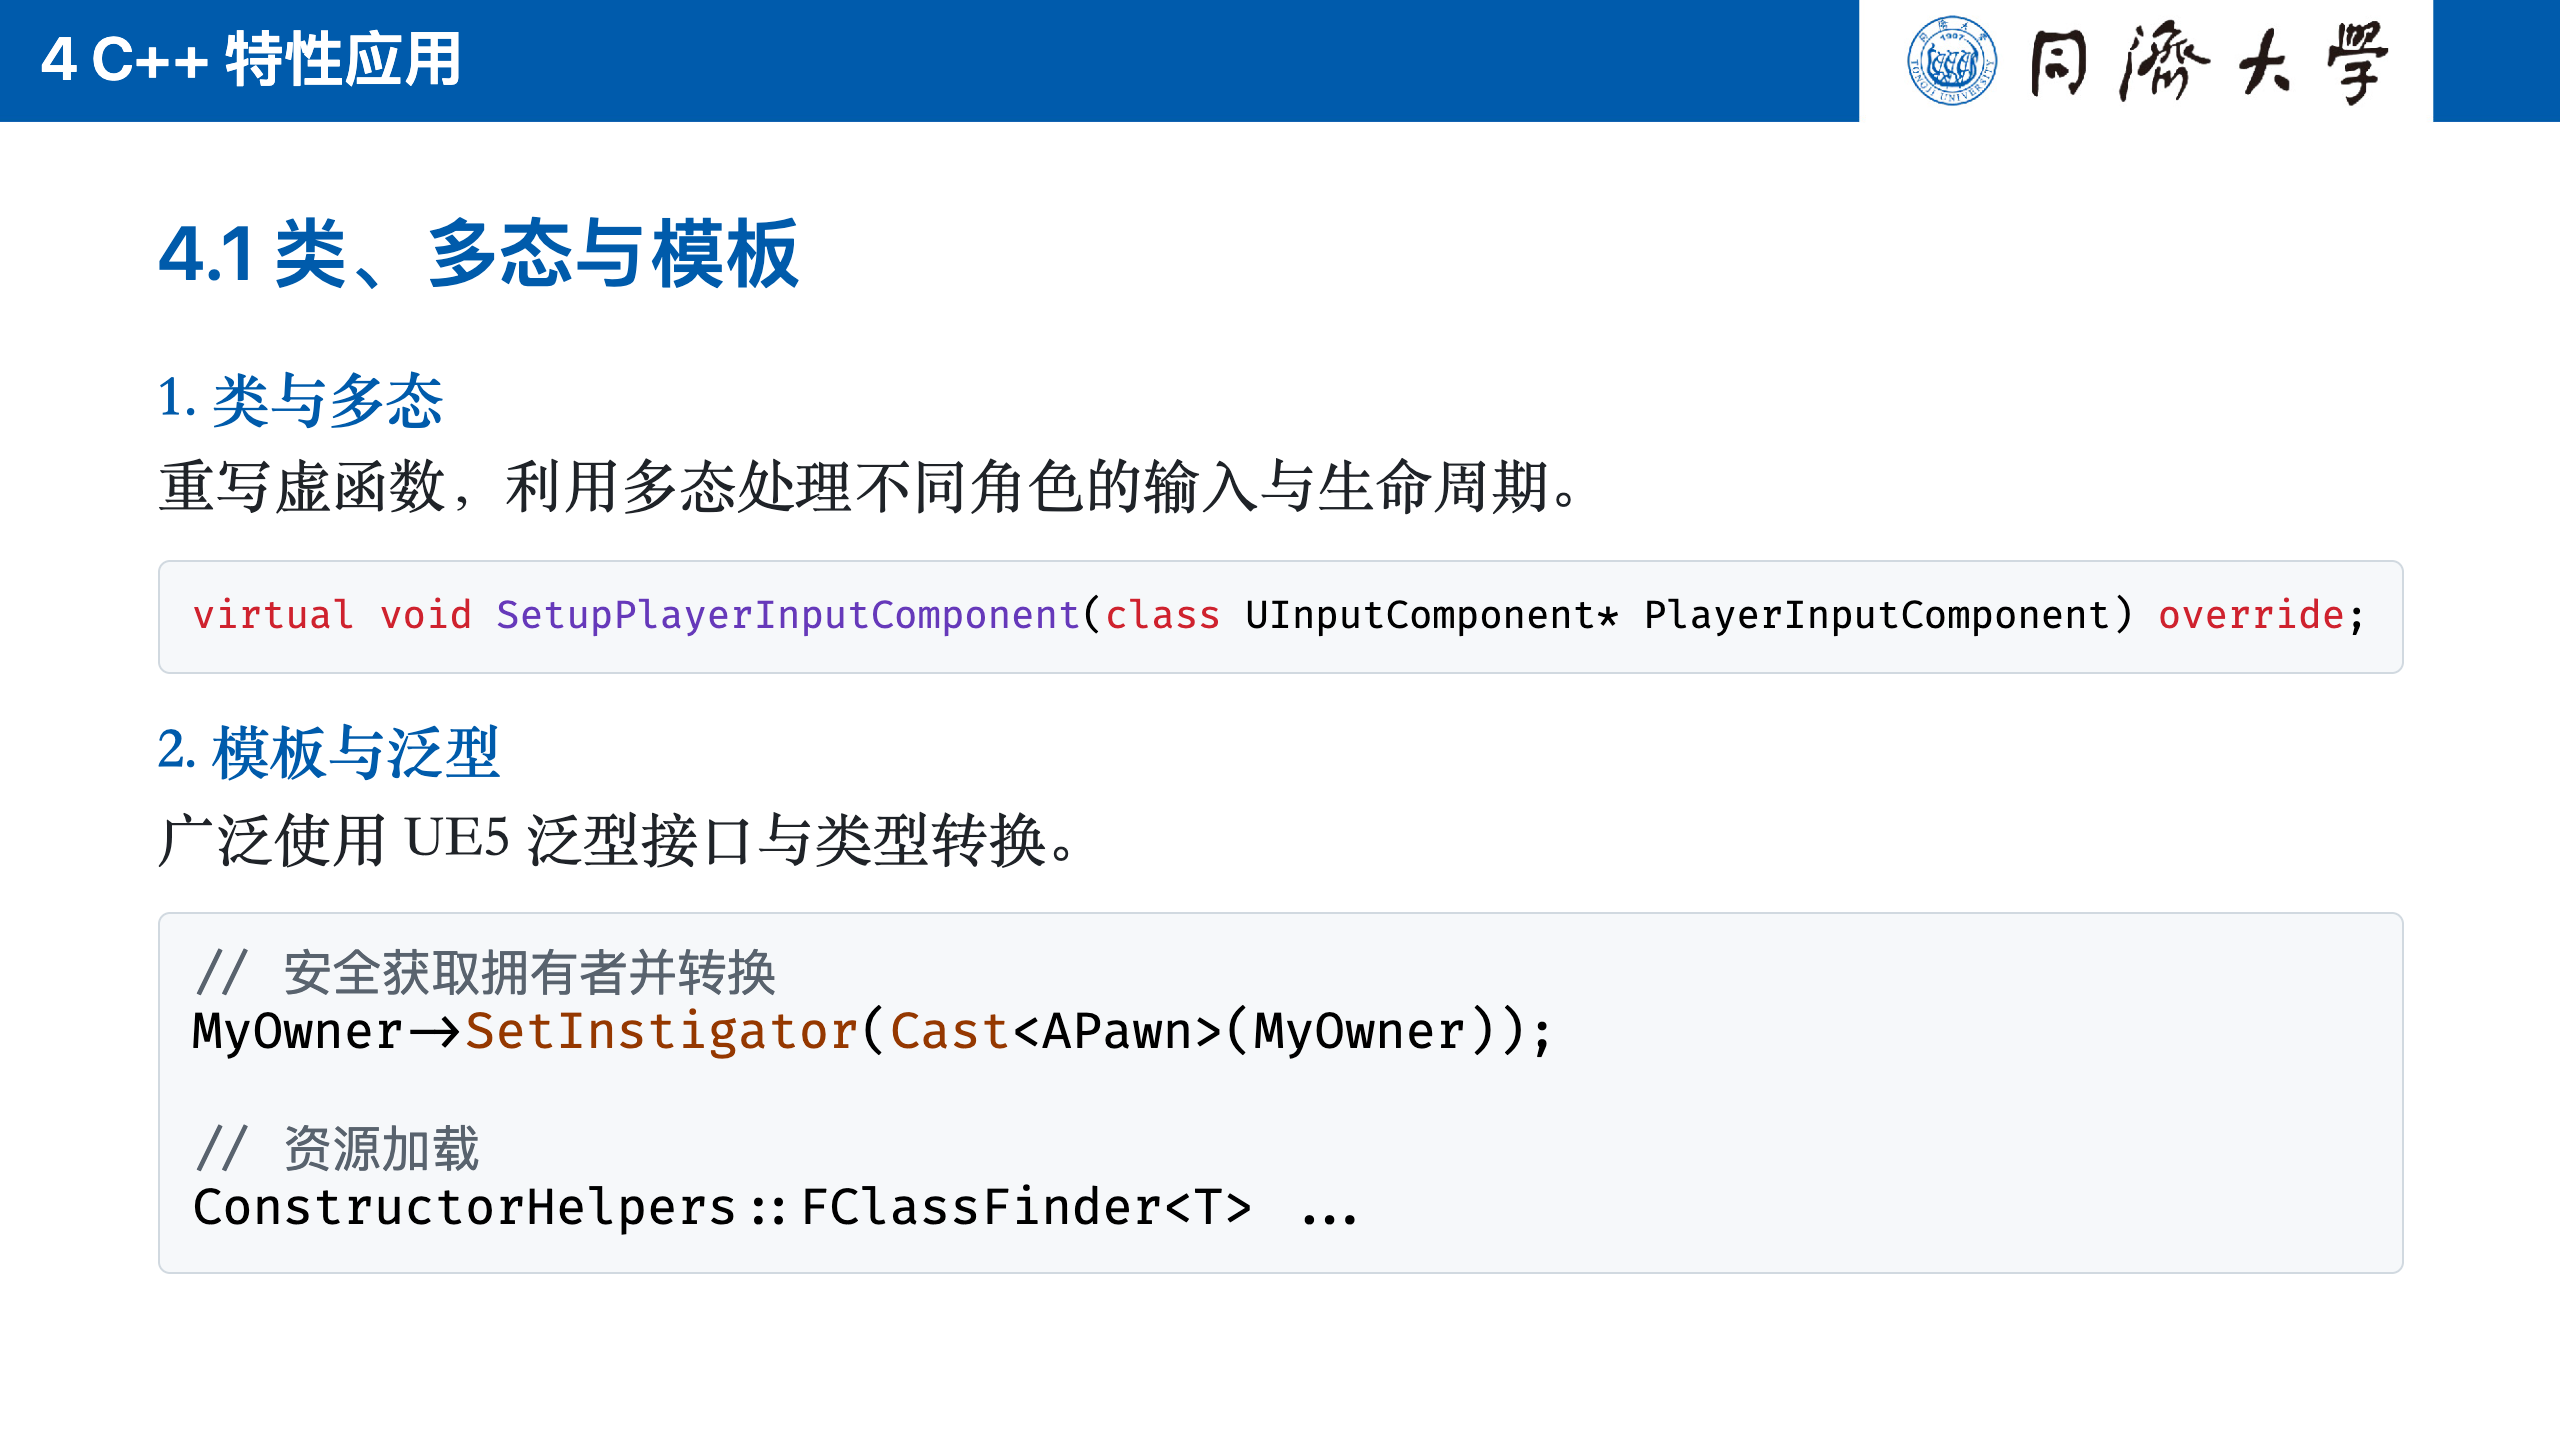 4 C++ 特性应用
1907
TONGJI UNIVERSITY
同濟大學
4.1 类、多态与模板
1. 类与多态
重写虚函数，利用多态处理不同角色的输入与生命周期。
virtual void SetupPlayerInputComponent(class UInputComponent* PlayerInputComponent) override;
2. 模板与泛型
广泛使用 UE5 泛型接口与类型转换。
// 安全获取拥有者并转换
MyOwner->SetInstigator(Cast<APawn>(MyOwner));
// 资源加载
ConstructorHelpers::FClassFinder<T> ...